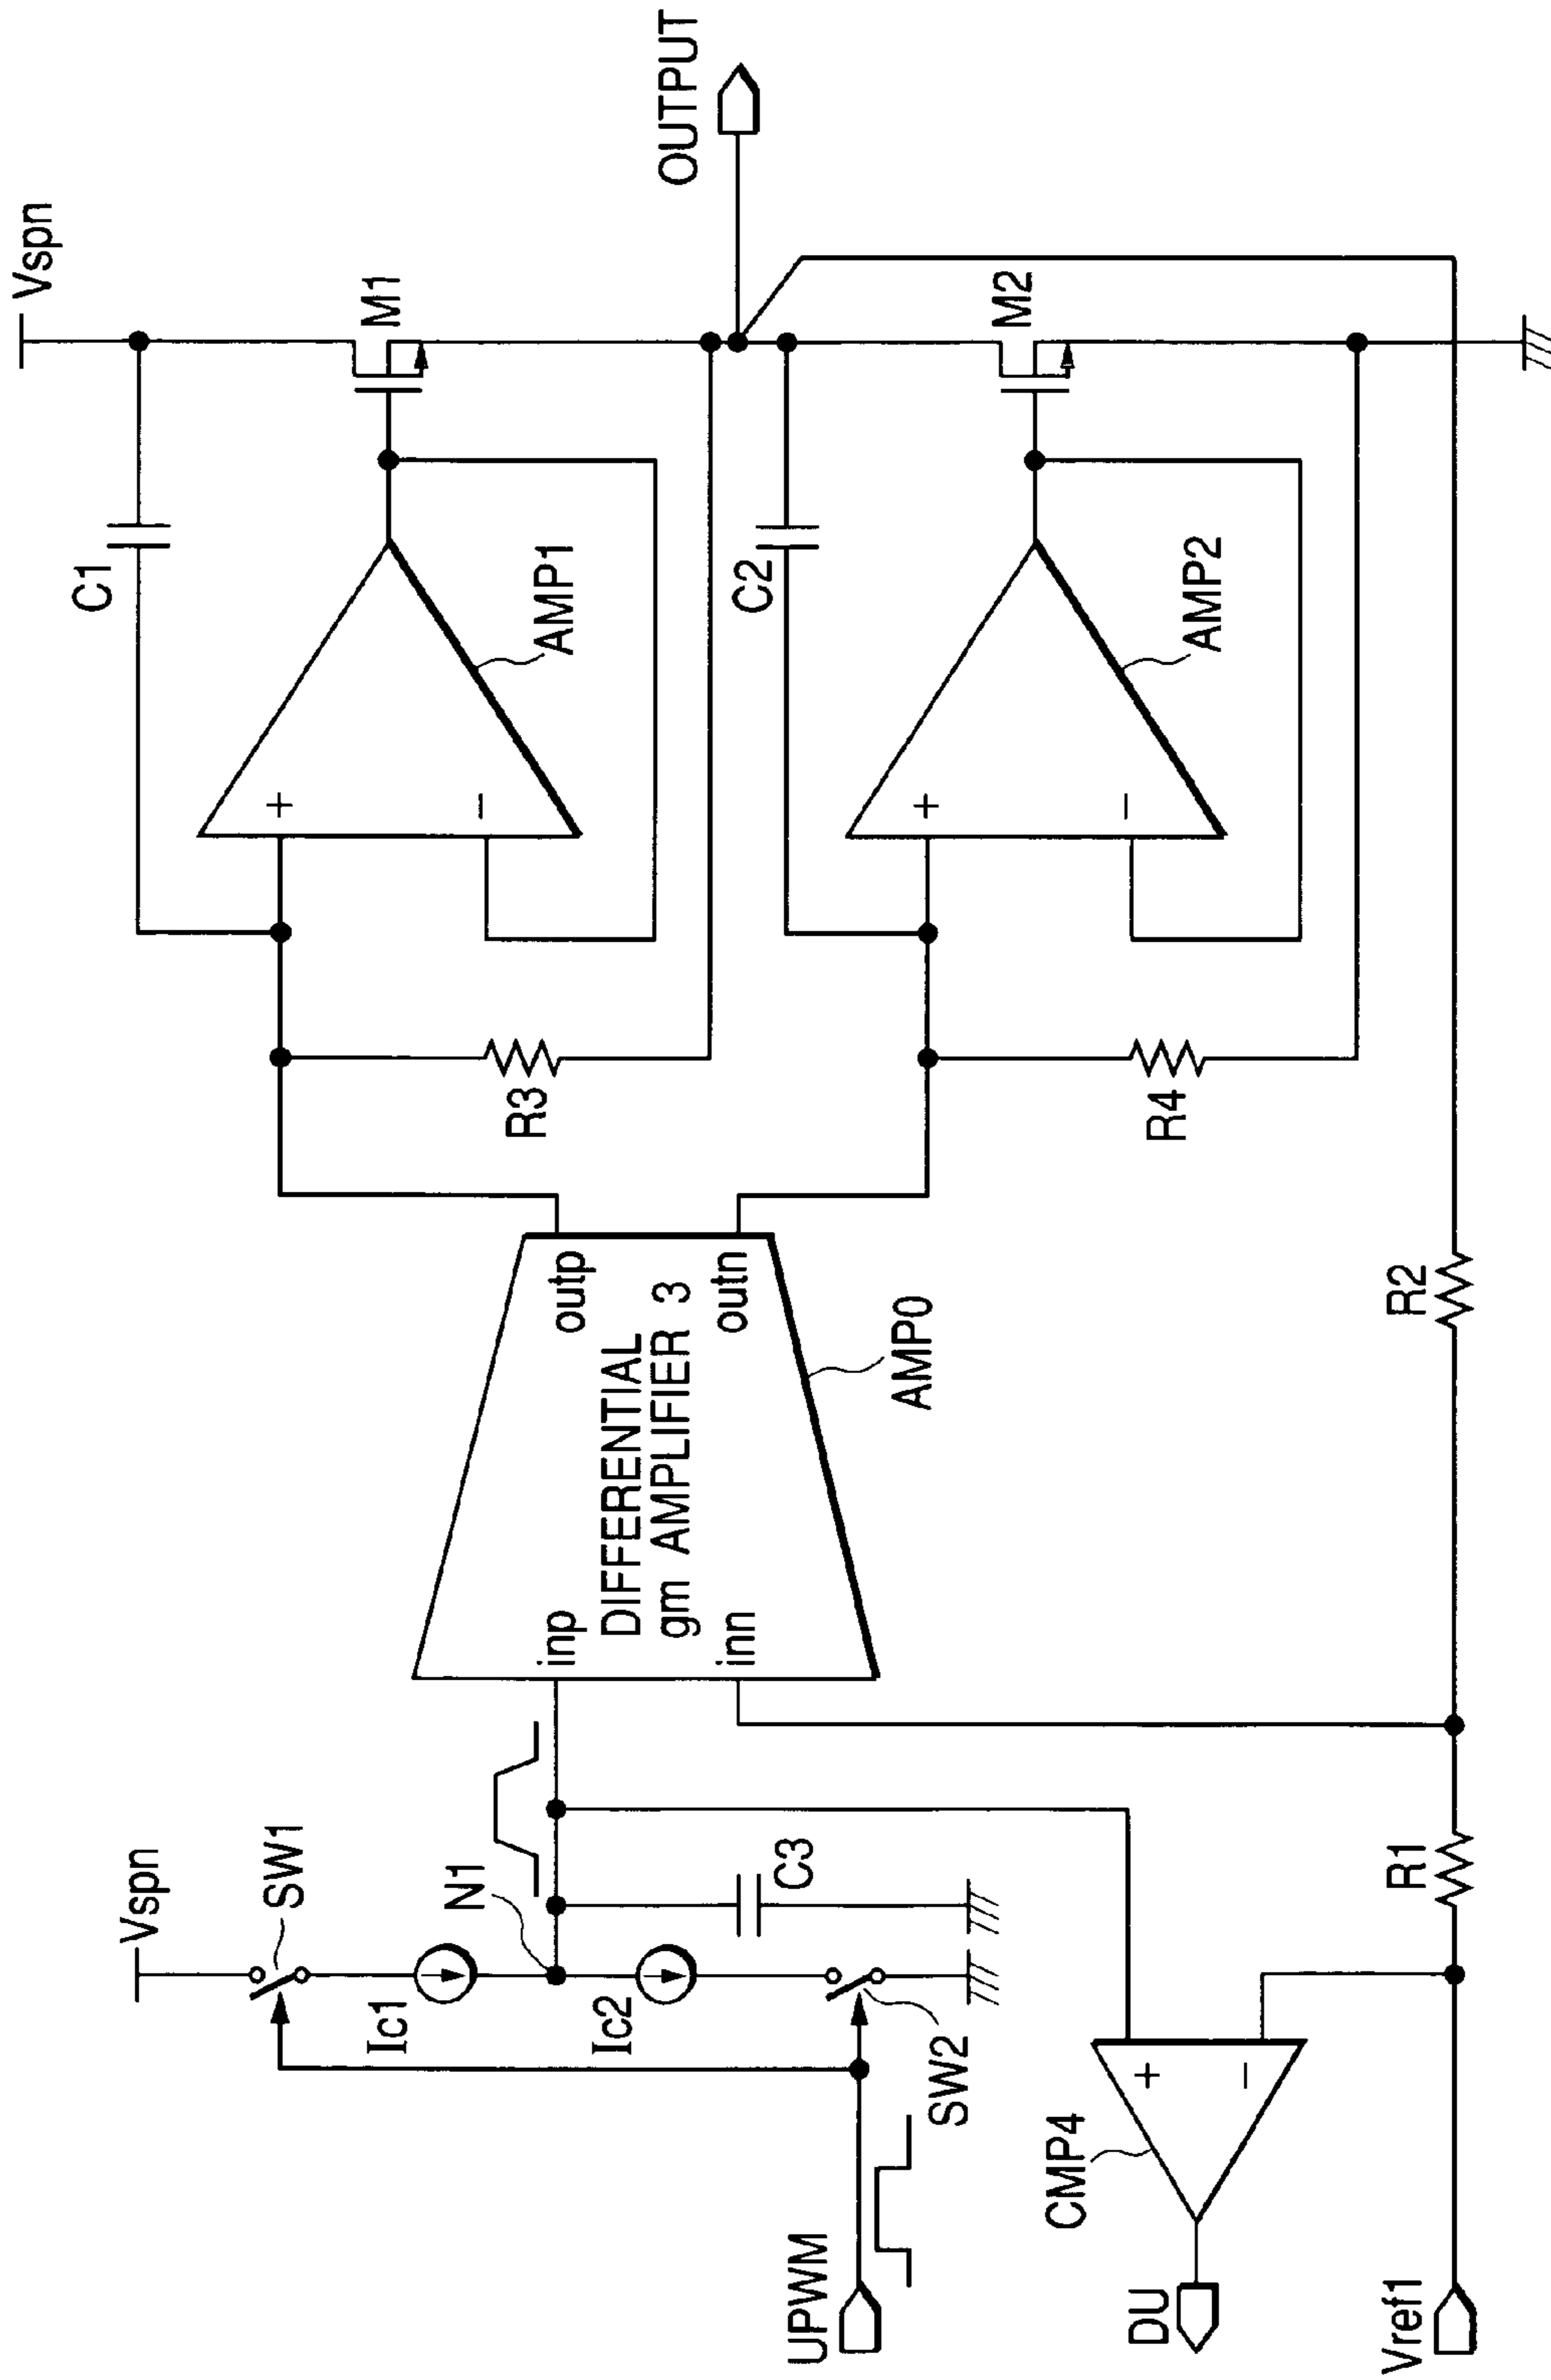 Vspn
C1
M1
AMP1
+
−
R3
OUTPUT
C2
M2
AMP2
+
−
R4
outp
outn
DIFFERENTIAL
gm AMPLIFIER 3
inp
inn
AMP0
Vspn
SW1
Ic1
N1
Ic2
C3
SW2
UPWM
CMP4
+
−
DU
Vref1
R1
R2